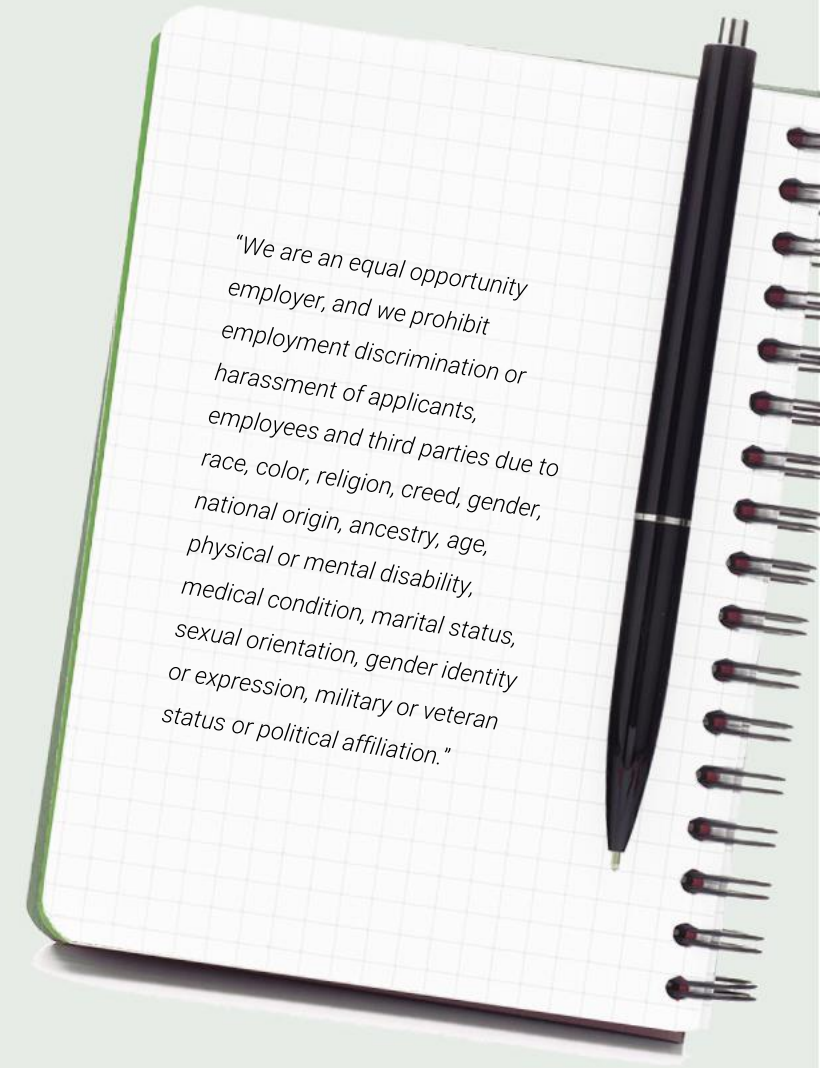 “We are an equal opportunity
employer, and we prohibit
employment discrimination or
harassment of applicants,
employees and third parties due to
race, color, religion, creed, gender,
national origin, ancestry, age,
physical or mental disability,
medical condition, marital status,
sexual orientation, gender identity
or expression, military or veteran
status or political affiliation.”